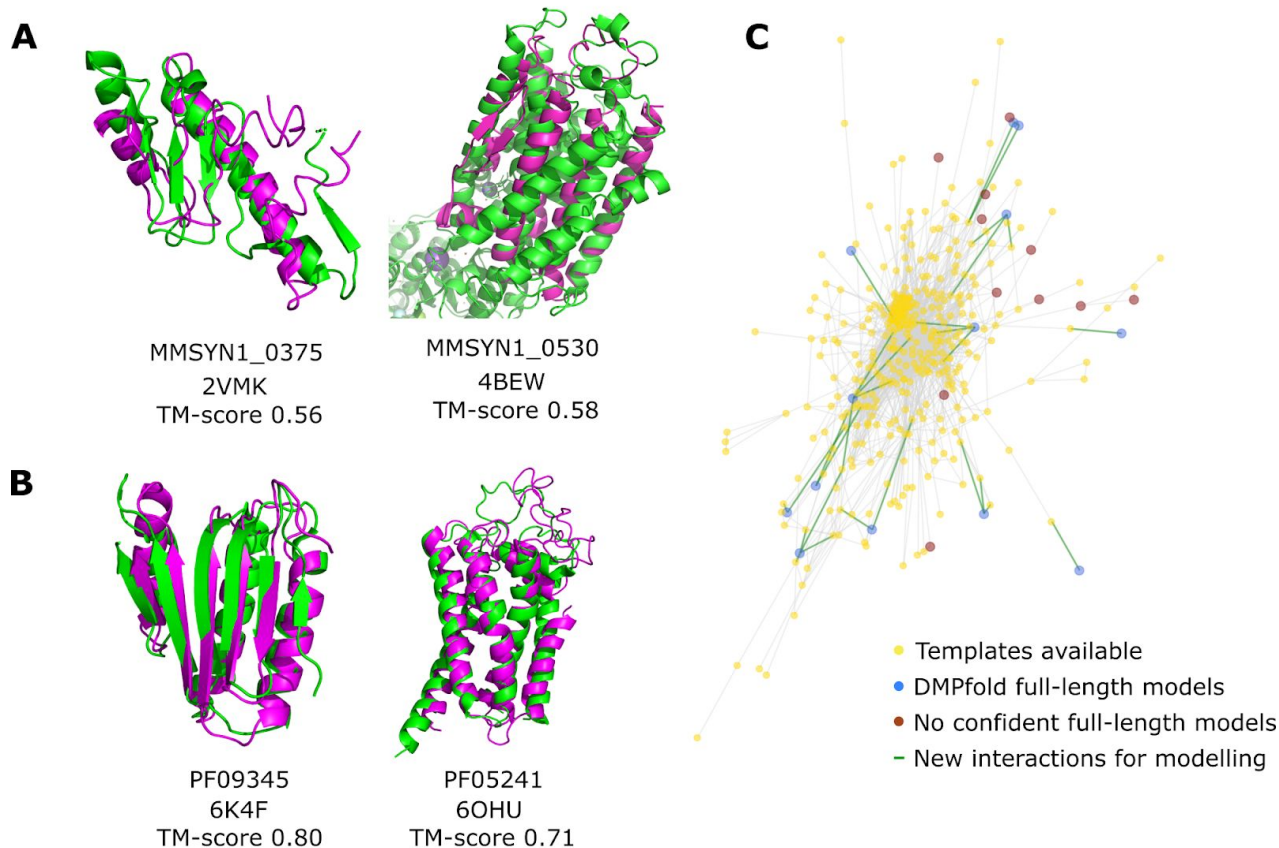 A
MMSYN1_0375
2VMK
TM-score 0.56
MMSYN1_0530
4BEW
TM-score 0.58
B
PF09345
6K4F
TM-score 0.80
PF05241
6OHU
TM-score 0.71
C
Templates available
DMPfold full-length models
No confident full-length models
New interactions for modelling